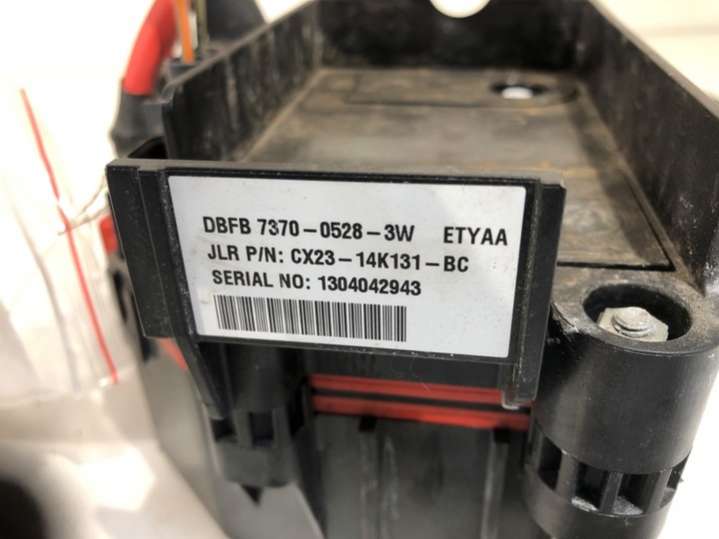 DBFB 7370-0528-3W ETYAA
JLR P/N: CX23-14K131-BC
SERIAL NO: 1304042943